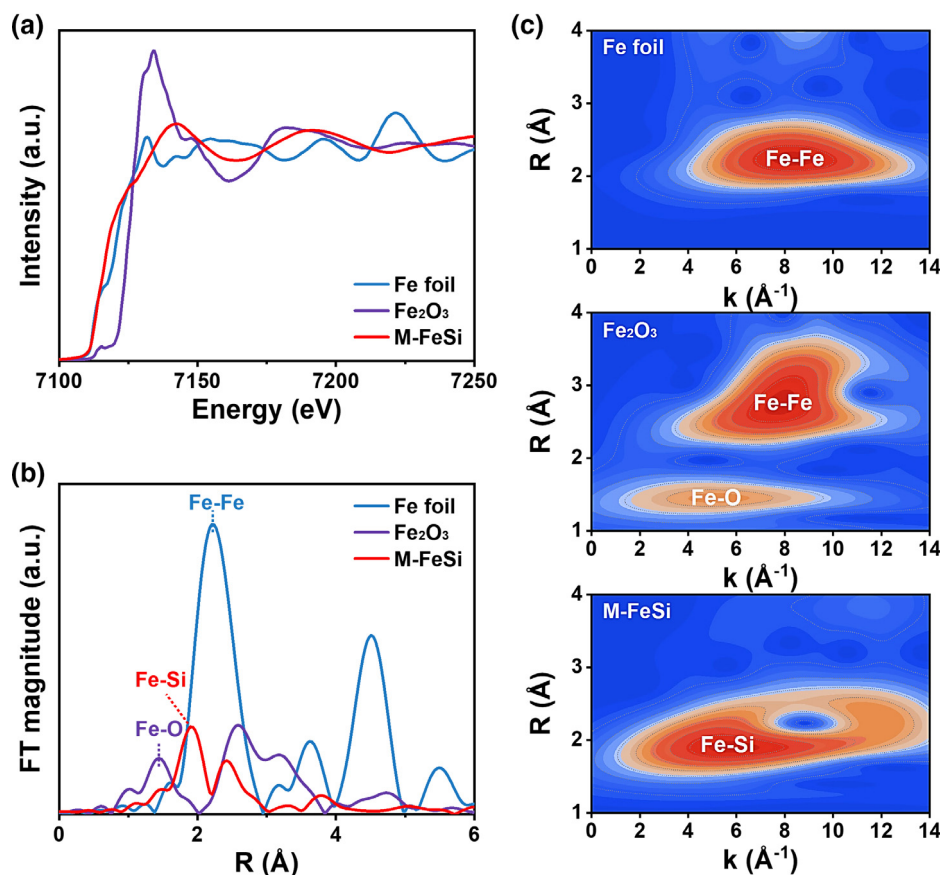 (a)
Intensity (a.u.)
Fe foil
Fe₂O₃
M-FeSi
7100 7150 7200 7250
Energy (eV)
(b)
FT magnitude (a.u.)
Fe-Fe
Fe-Si
Fe-O
Fe foil
Fe₂O₃
M-FeSi
0 2 4 6
R (Å)
(c)
Fe foil
Fe-Fe
R (Å)
4
3
2
1
0 2 4 6 8 10 12 14
k (Å⁻¹)
Fe₂O₃
Fe-Fe
Fe-O
R (Å)
4
3
2
1
0 2 4 6 8 10 12 14
k (Å⁻¹)
M-FeSi
Fe-Si
R (Å)
4
3
2
1
0 2 4 6 8 10 12 14
k (Å⁻¹)